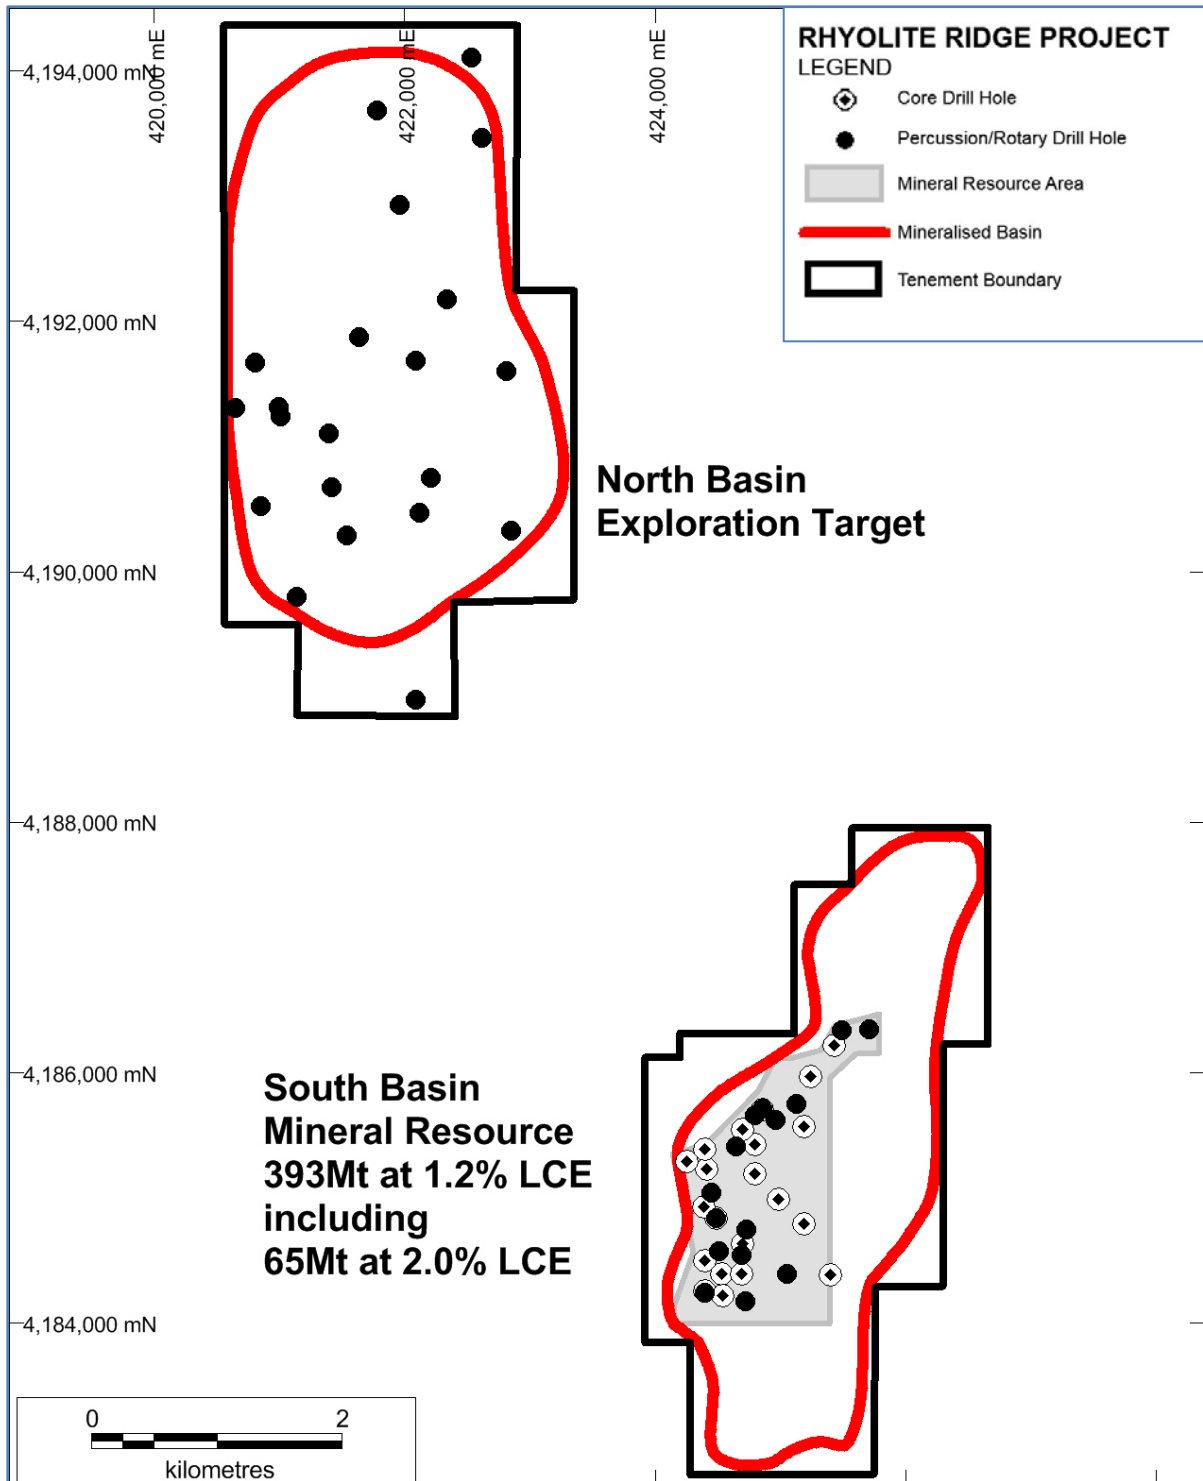 420,000 mE
422,000 mE
424,000 mE
RHYOLITE RIDGE PROJECT
LEGEND
Core Drill Hole
Percussion/Rotary Drill Hole
Mineral Resource Area
Mineralised Basin
Tenement Boundary
4,194,000 mN
4,192,000 mN
North Basin
Exploration Target
4,190,000 mN
4,188,000 mN
4,186,000 mN
South Basin
Mineral Resource
393Mt at 1.2% LCE
including
65Mt at 2.0% LCE
4,184,000 mN
0 2
kilometres